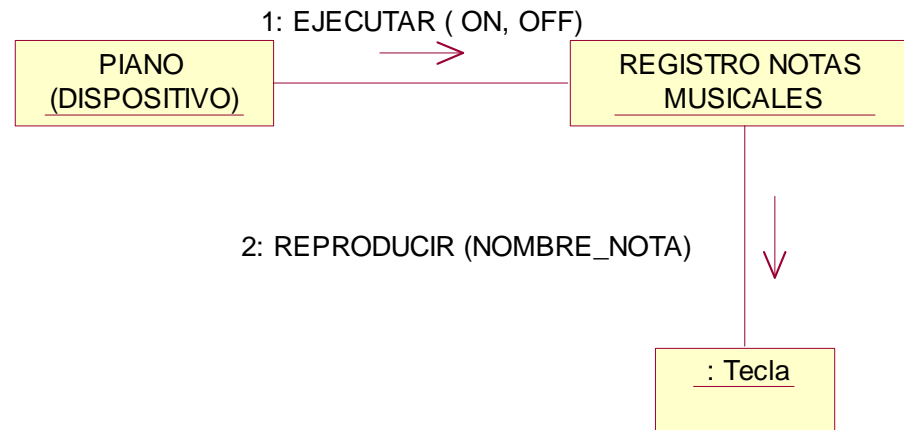 1: EJECUTAR ( ON, OFF)
PIANO
(DISPOSITIVO)
REGISTRO NOTAS
MUSICALES
2: REPRODUCIR (NOMBRE_NOTA)
: Tecla